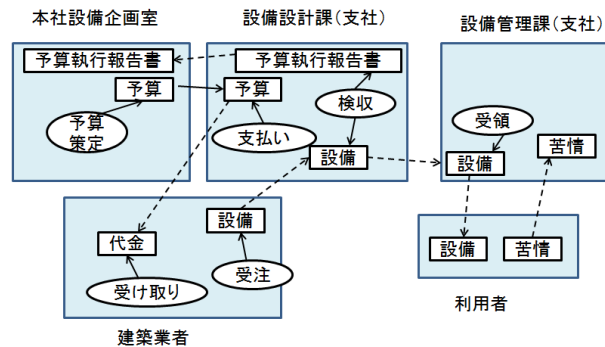 本社設備企画室
設備設計課(支社)
設備管理課(支社)
予算執行報告書
予算執行報告書
予算
予算
検収
予算
策定
支払い
設備
受領
設備
苦情
設備
代金
受注
受け取り
設備
苦情
利用者
建築業者